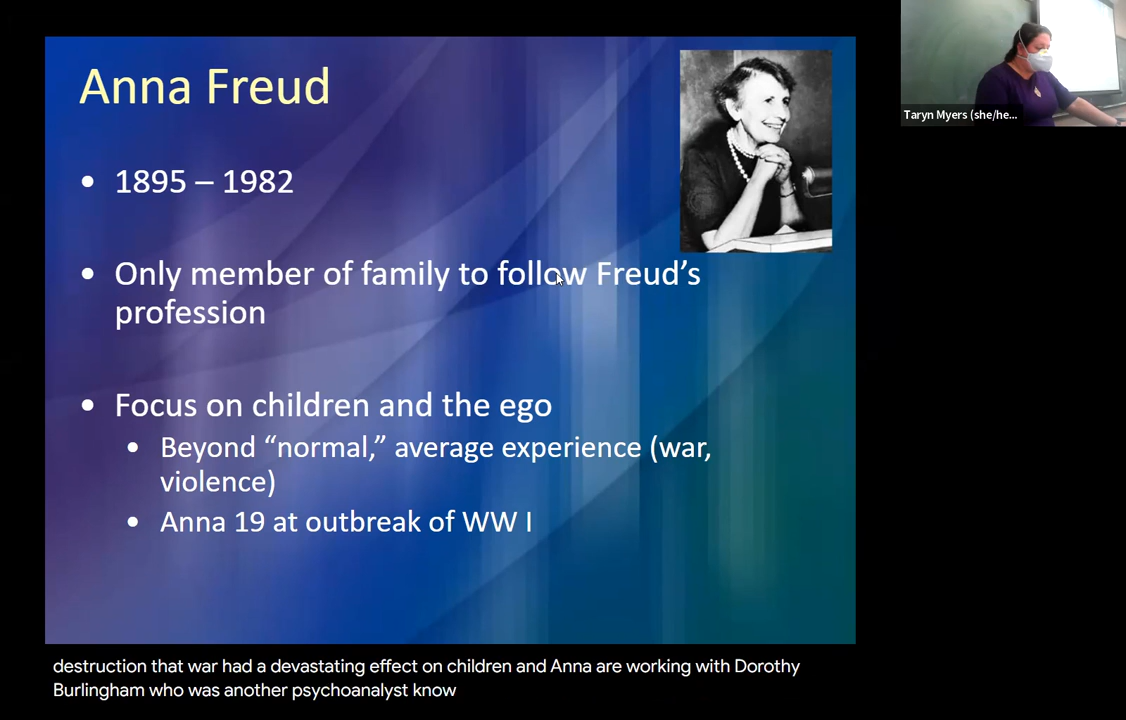 Anna Freud
• 1895 – 1982
• Only member of family to follow Freud’s
profession
• Focus on children and the ego
• Beyond “normal,” average experience (war,
violence)
• Anna 19 at outbreak of WW I
Taryn Myers (she/he...
destruction that war had a devastating effect on children and Anna are working with Dorothy
Burlingham who was another psychoanalyst know